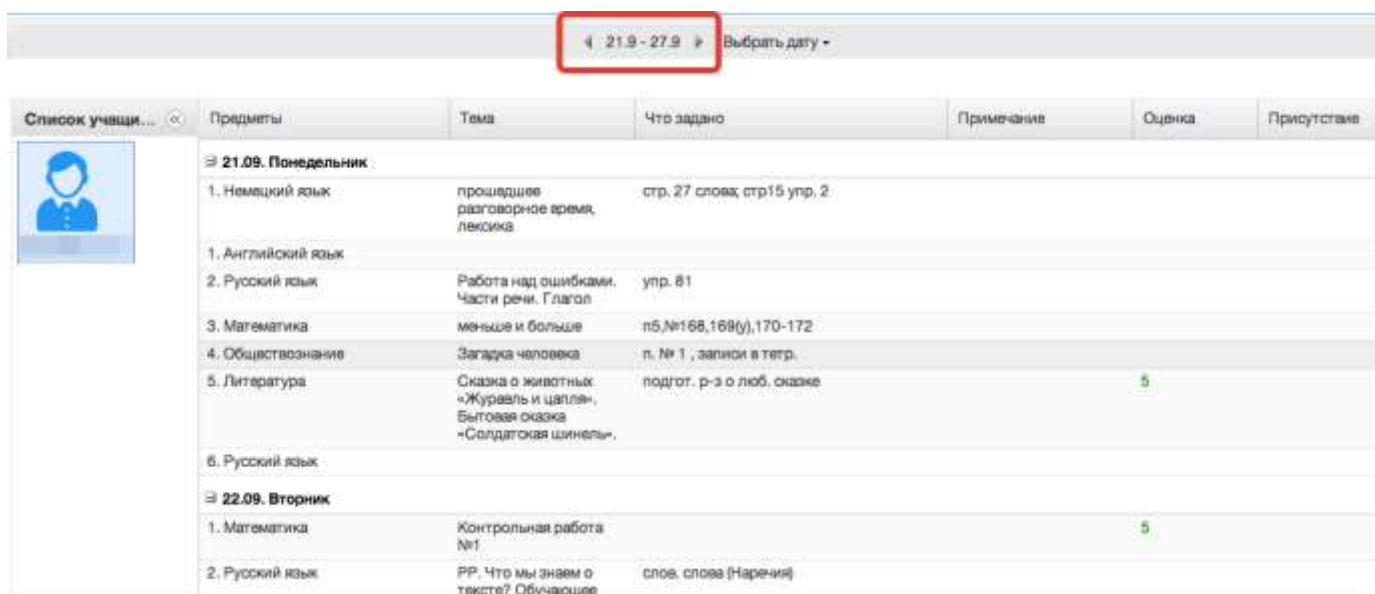 21.9 - 27.9 Выбрать дату
Список учащи... Предметы Тема Что задано Примечание Оценка Присутствие
21.09. Понедельник
1. Немецкий язык прошедшее стр. 27 слова; стр15 упр. 2
разговорное время,
лексика
1. Английский язык
2. Русский язык Работа над ошибками. упр. 81
Части речи. Глагол
3. Математика меньше и больше п5,№168,169(у),170-172
4. Обществознание Загадка человека п. № 1 , записи в тетр.
5. Литература Сказка о животных подгот. р-з о люб. сказке 5
«Журавль и цапля».
Бытовая сказка
«Солдатская шинель».
6. Русский язык
22.09. Вторник
1. Математика Контрольная работа 5
№1
2. Русский язык РР. Что мы знаем о слов. слова (Наречия)
тексте? Обучающее